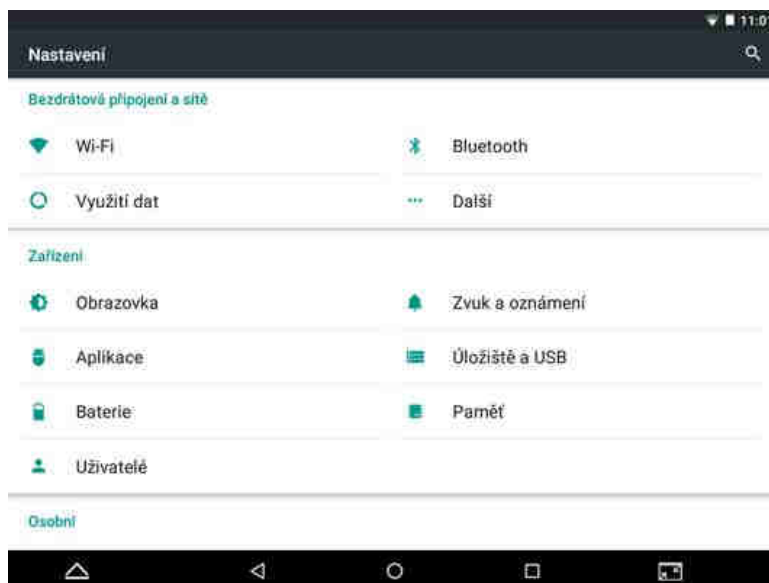 11:01
Nastavení
Bezdrátová připojení a sítě
Wi-Fi
Bluetooth
Využití dat
Další
Zařízení
Obrazovka
Zvuk a oznámení
Aplikace
Úložiště a USB
Baterie
Paměť
Uživatelé
Osobní